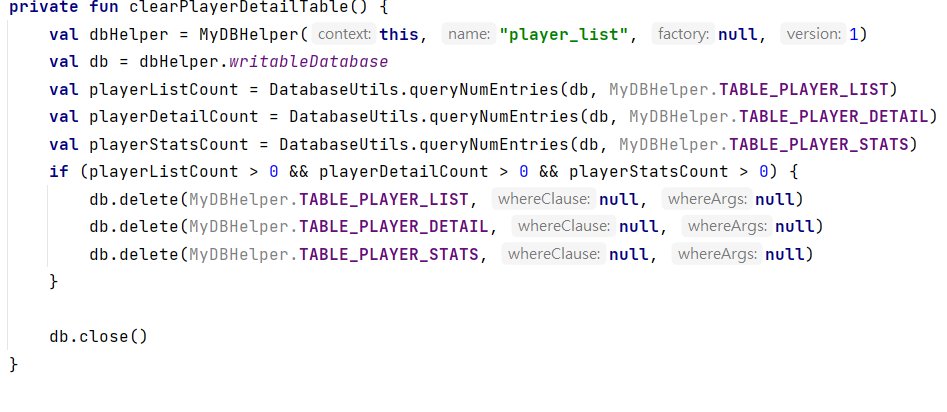 private fun clearPlayerDetailTable() {
val dbHelper = MyDBHelper( context: this, name: "player_list", factory: null, version: 1)
val db = dbHelper.writableDatabase
val playerListCount = DatabaseUtils.queryNumEntries(db, MyDBHelper.TABLE_PLAYER_LIST)
val playerDetailCount = DatabaseUtils.queryNumEntries(db, MyDBHelper.TABLE_PLAYER_DETAIL)
val playerStatsCount = DatabaseUtils.queryNumEntries(db, MyDBHelper.TABLE_PLAYER_STATS)
if (playerListCount > 0 && playerDetailCount > 0 && playerStatsCount > 0) {
db.delete(MyDBHelper.TABLE_PLAYER_LIST, whereClause: null, whereArgs: null)
db.delete(MyDBHelper.TABLE_PLAYER_DETAIL, whereClause: null, whereArgs: null)
db.delete(MyDBHelper.TABLE_PLAYER_STATS, whereClause: null, whereArgs: null)
}
db.close()
}